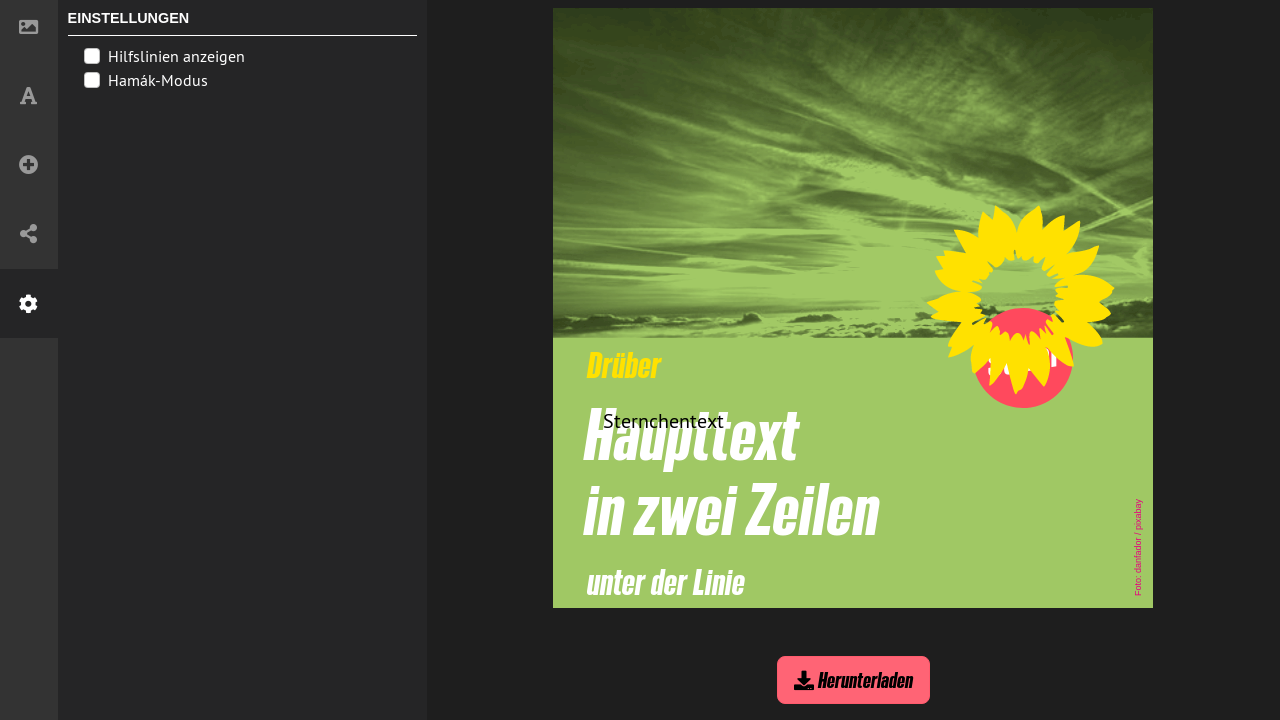 EINSTELLUNGEN
Hilfslinien anzeigen
Hamák-Modus
Drüber
Sternchentext
Haupttext
in zwei Zeilen
unter der Linie
Foto: danfador / pixabay
Herunterladen